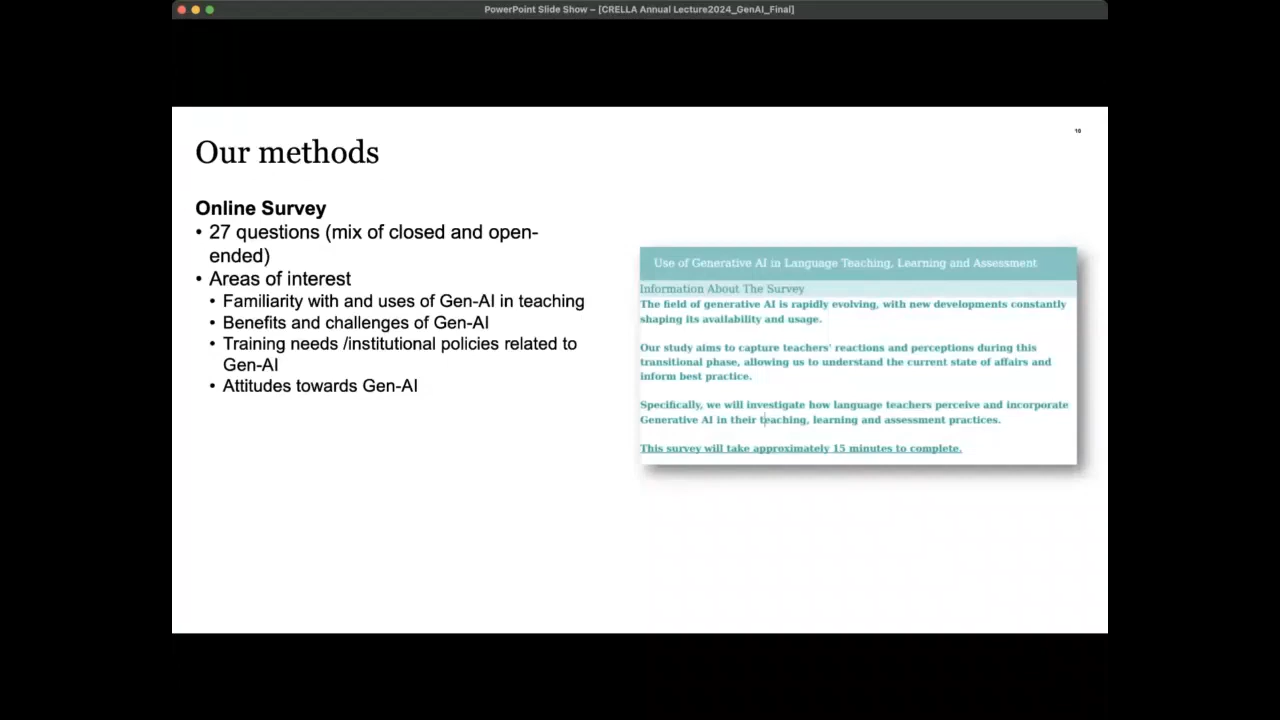 PowerPoint Slide Show – [CRELLA Annual Lecture2024_GenAI_Final]
10
Our methods
Online Survey
• 27 questions (mix of closed and open-
ended)
• Areas of interest
• Familiarity with and uses of Gen-AI in teaching
• Benefits and challenges of Gen-AI
• Training needs /institutional policies related to
Gen-AI
• Attitudes towards Gen-AI
Use of Generative AI in Language Teaching, Learning and Assessment
Information About The Survey
The field of generative AI is rapidly evolving, with new developments constantly
shaping its availability and usage.
Our study aims to capture teachers' reactions and perceptions during this
transitional phase, allowing us to understand the current state of affairs and
inform best practice.
Specifically, we will investigate how language teachers perceive and incorporate
Generative AI in their teaching, learning and assessment practices.
This survey will take approximately 15 minutes to complete.